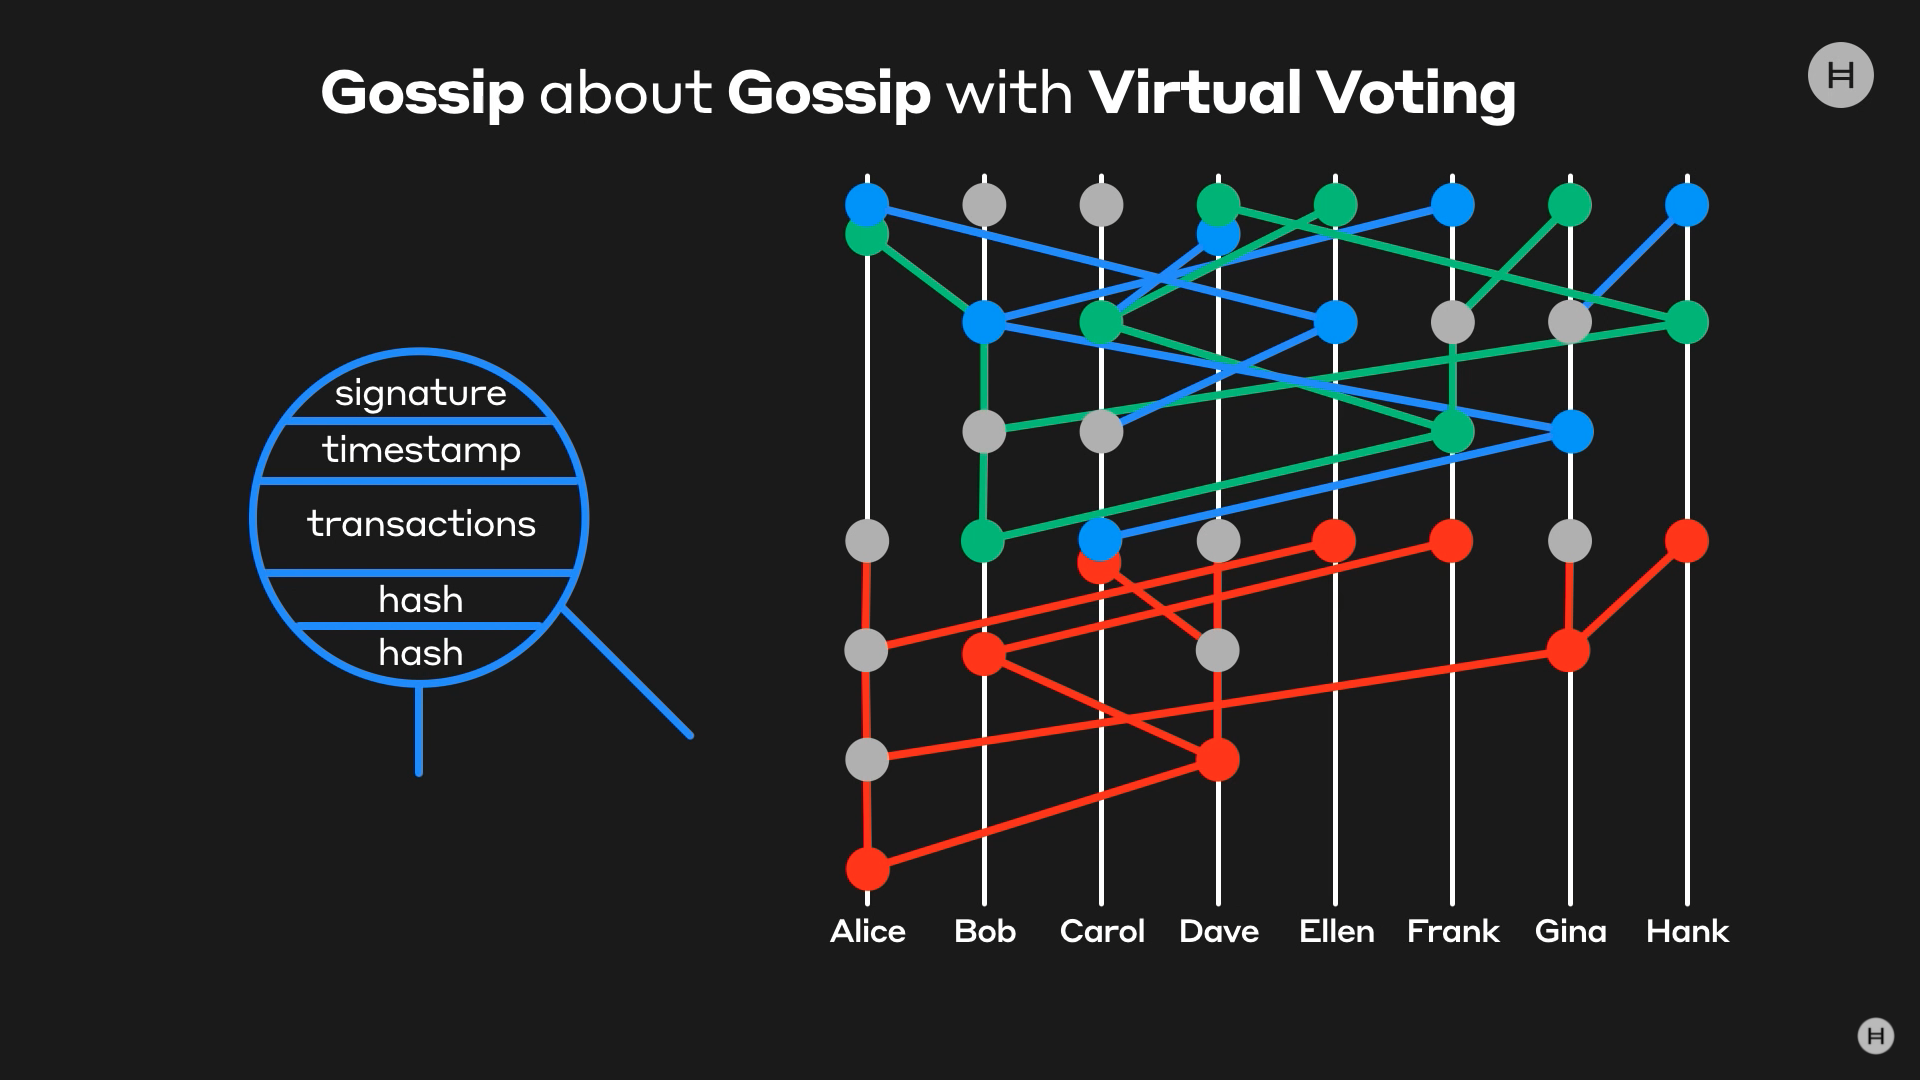 Gossip about Gossip with Virtual Voting
signature
timestamp
transactions
hash
hash
Alice Bob Carol Dave Ellen Frank Gina Hank